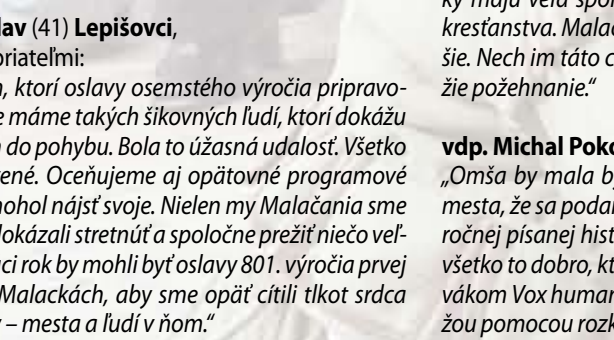 lav (41) Lepišovci,
oriateľmi:
n, ktorí oslavy osemstého výročia pripravo-
e máme takých šikovných ľudí, ktorí dokážu
n do pohybu. Bola to úžasná udalosť. Všetko
ené. Oceňujeme aj opätovné programové
nohol nájsť svoje. Nielen my Malačania sme
dokázali stretnúť a spoločne prežiť niečo veľ-
ci rok by mohli byť oslavy 801. výročia prvej
Malackách, aby sme opäť cítili tlkot srdca
y – mesta a ľudí v ňom.“
ky majú veľa spol
kresťanstva. Malač
šie. Nech im táto c
žie požehnanie.“
vdp. Michal Poko
„Omša by mala by
mesta, že sa podar
ročnej písanej hist
všetko to dobro, kt
vákom Vox human
žou pomocou rozk